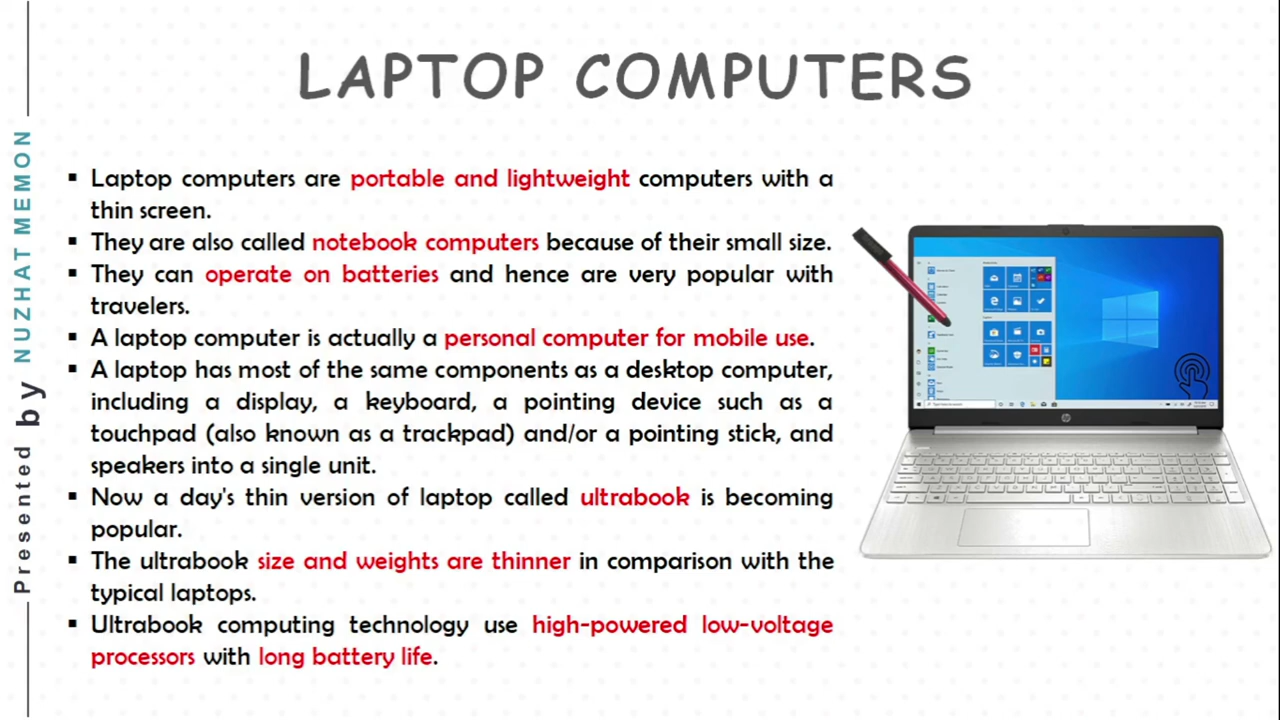 LAPTOP COMPUTERS
Presented by NUZHAT MEMON
▪ Laptop computers are portable and lightweight computers with a
thin screen.
▪ They are also called notebook computers because of their small size.
▪ They can operate on batteries and hence are very popular with
travelers.
▪ A laptop computer is actually a personal computer for mobile use.
▪ A laptop has most of the same components as a desktop computer,
including a display, a keyboard, a pointing device such as a
touchpad (also known as a trackpad) and/or a pointing stick, and
speakers into a single unit.
▪ Now a day's thin version of laptop called ultrabook is becoming
popular.
▪ The ultrabook size and weights are thinner in comparison with the
typical laptops.
▪ Ultrabook computing technology use high-powered low-voltage
processors with long battery life.
hp